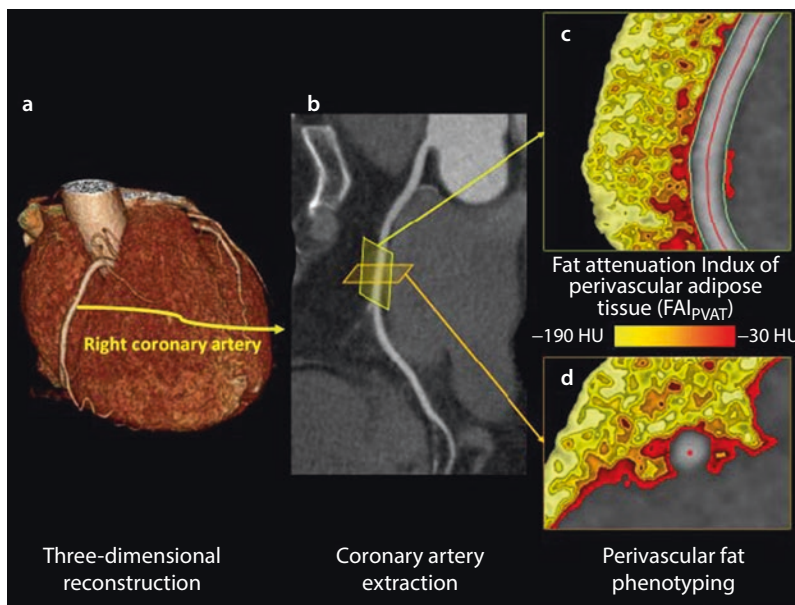 a
Right coronary artery
Three-dimensional
reconstruction
b
Coronary artery
extraction
c
Fat attenuation Indux of
perivascular adipose
tissue (FAIPVAT)
−190 HU
−30 HU
d
Perivascular fat
phenotyping